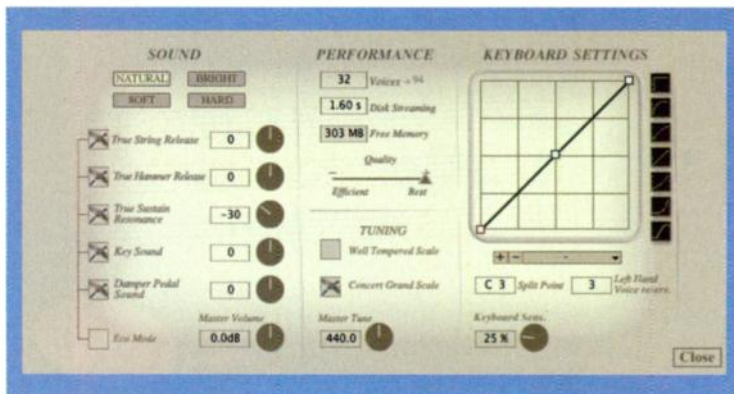 SOUND
NATURAL BRIGHT
SOFT HARD
True String Release 0
True Hammer Release 0
True Sustain Resonance -30
Key Sound 0
Damper Pedal Sound 0
Eco Mode
Master Volume
0.0dB
PERFORMANCE
32 Voices
1.60 s Disk Streaming
303 MB Free Memory
Quality
- +
Efficient Best
TUNING
Well Tempered Scale
Concert Grand Scale
Master Tune
440.0
KEYBOARD SETTINGS
+ - -
C 3 Split Point 3 Left Hand
Voice
Keyboard Sens.
25 %
Close